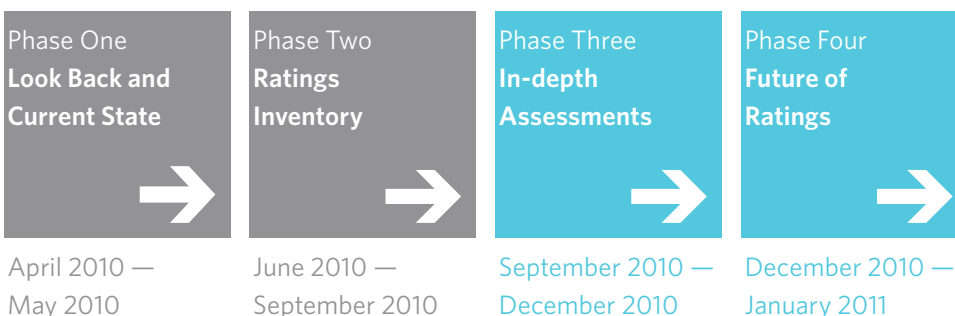 Phase One
Look Back and
Current State
April 2010 —
May 2010
Phase Two
Ratings
Inventory
June 2010 —
September 2010
Phase Three
In-depth
Assessments
September 2010 —
December 2010
Phase Four
Future of
Ratings
December 2010 —
January 2011